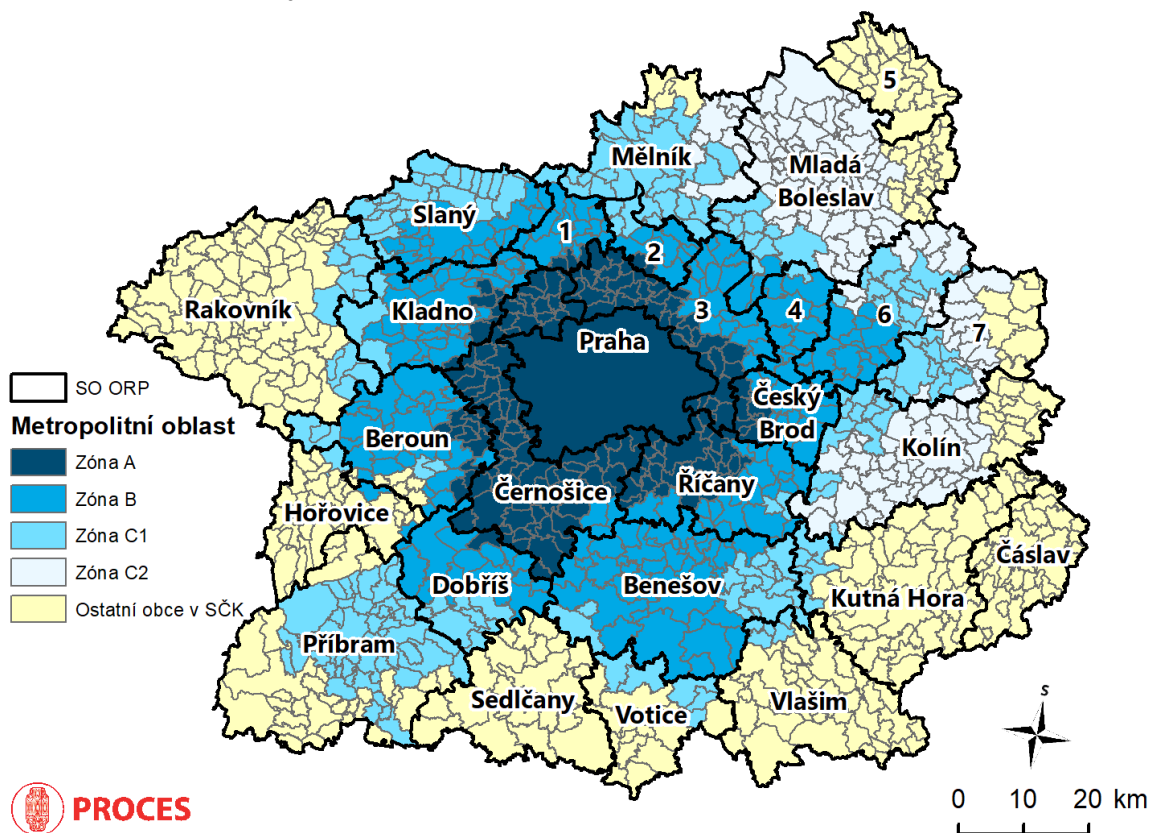 5
Mělník
Mladá
Boleslav
Slaný
1
2
Rakovník
Kladno
3
4
6
7
Praha
SO ORP
Metropolitní oblast
Zóna A
Zóna B
Zóna C1
Zóna C2
Ostatní obce v SČK
Beroun
Český
Brod
Kolín
Černošice
Říčany
Hořovice
Čáslav
Dobříš
Benešov
Kutná Hora
Příbram
Sedlčany
Votice
Vlašim
S
PROCES
0 10 20 km